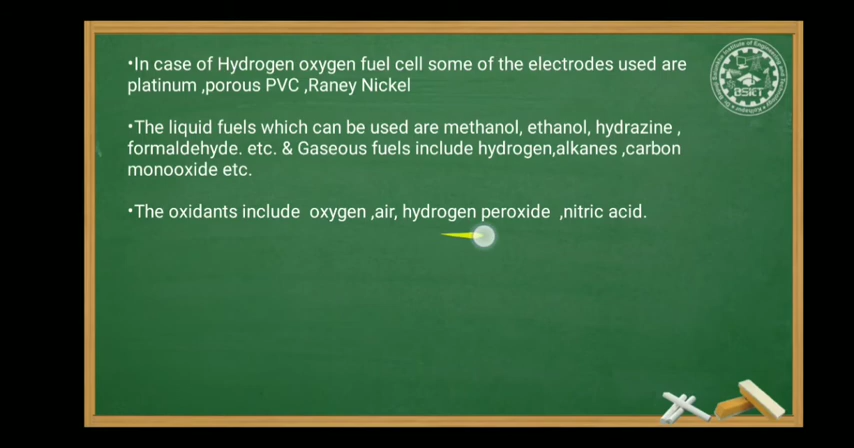 •In case of Hydrogen oxygen fuel cell some of the electrodes used are
platinum ,porous PVC ,Raney Nickel
•The liquid fuels which can be used are methanol, ethanol, hydrazine ,
formaldehyde. etc. & Gaseous fuels include hydrogen,alkanes ,carbon
monooxide etc.
•The oxidants include oxygen ,air, hydrogen peroxide ,nitric acid.
BSIET